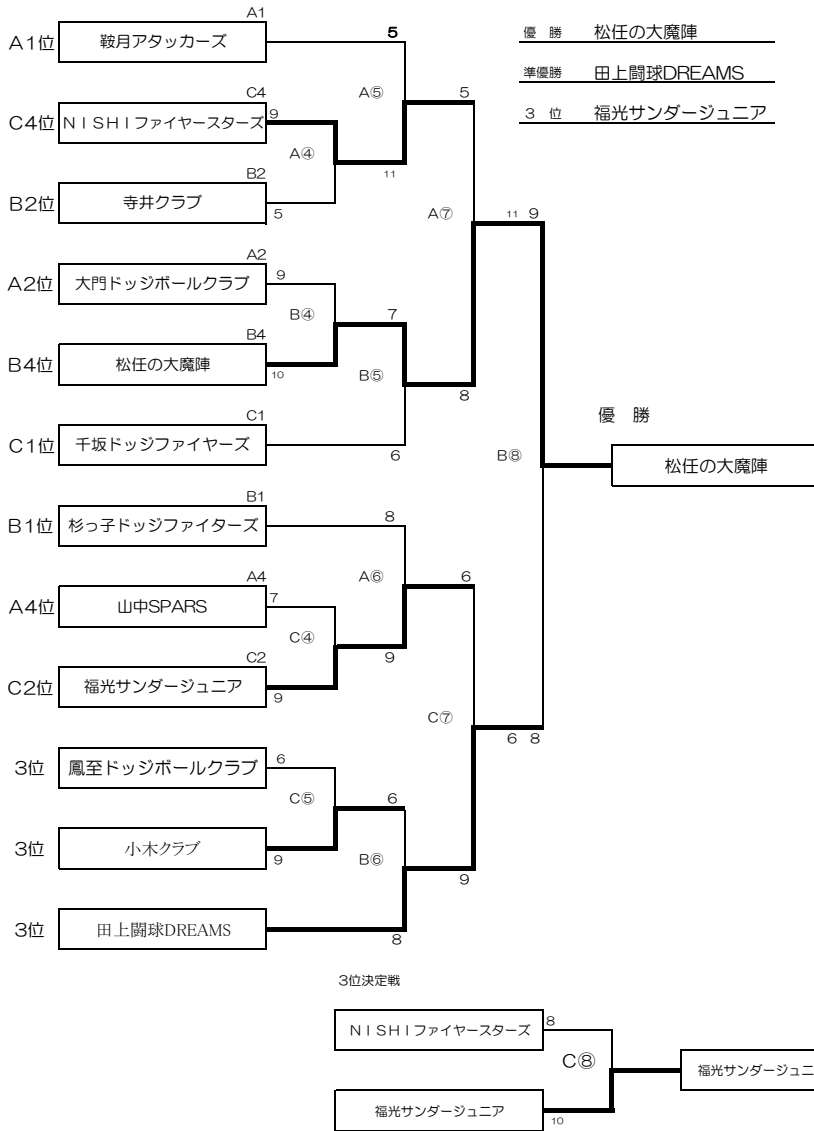 A1
A1位 鞍月アタッカーズ 5
優 勝 松任の大魔陣
準優勝 田上闘球DREAMS
3 位 福光サンダージュニア
A⑤ 5
C4
C4位 NISHIファイヤースターズ 9
A④
11
B2
B2位 寺井クラブ 5
A⑦ 11 9
A2
A2位 大門ドッジボールクラブ 9
B④ 7
B4
B4位 松任の大魔陣 10
B⑤
8
C1
C1位 千坂ドッジファイヤーズ 6
B⑧
優 勝
松任の大魔陣
B1
B1位 杉っ子ドッジファイターズ 8
A⑥ 6
A4
A4位 山中SPARS 7
C④
9
C2
C2位 福光サンダージュニア 9
C⑦
6 8
3位 鳳至ドッジボールクラブ 6
C⑤ 6
3位 小木クラブ 9
B⑥
9
3位 田上闘球DREAMS 8
3位決定戦
NISHIファイヤースターズ 8
C⑧
福光サンダージュニ
福光サンダージュニア 10